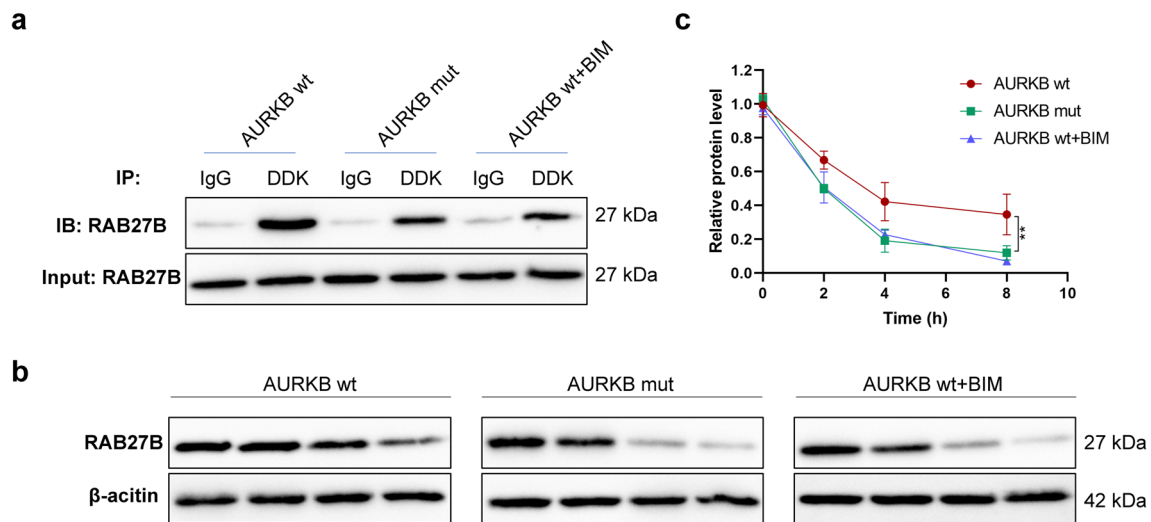 a
AURKB wt
AURKB mut
AURKB wt+BIM
IP:
IgG DDK IgG DDK IgG DDK
IB: RAB27B
27 kDa
Input: RAB27B
27 kDa
c
Relative protein level
1.2
1.0
0.8
0.6
0.4
0.2
0.0
0 2 4 6 8 10
Time (h)
**
AURKB wt
AURKB mut
AURKB wt+BIM
b
AURKB wt
AURKB mut
AURKB wt+BIM
RAB27B
27 kDa
β-acitin
42 kDa